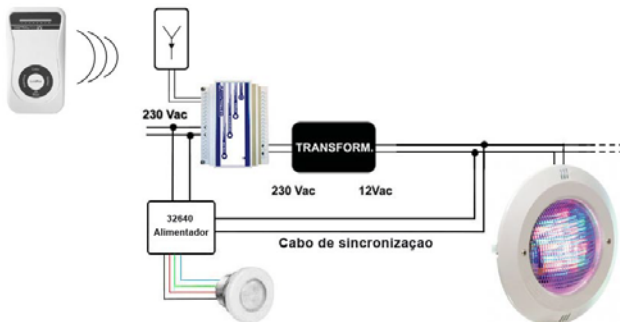 230 Vac
TRANSFORM.
230 Vac
12Vac
32640
Alimentador
Cabo de sincronizaçao